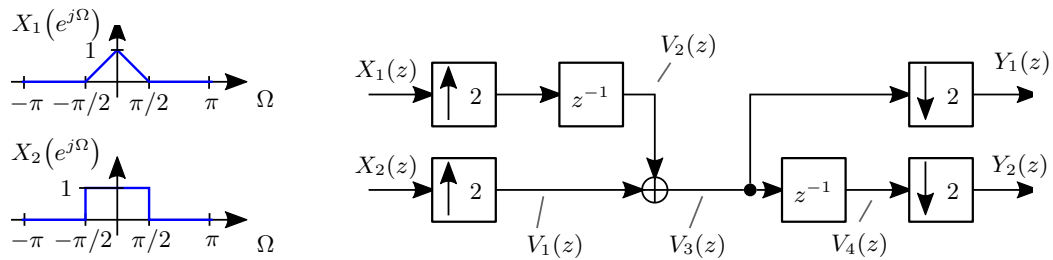 X₁(e^{jΩ})
1
−π −π/2 π/2 π Ω
X₂(e^{jΩ})
1
−π −π/2 π/2 π Ω
X₁(z) 2 z⁻¹ V₂(z) 2 Y₁(z)
X₂(z) 2 V₁(z) V₃(z) z⁻¹ V₄(z) 2 Y₂(z)